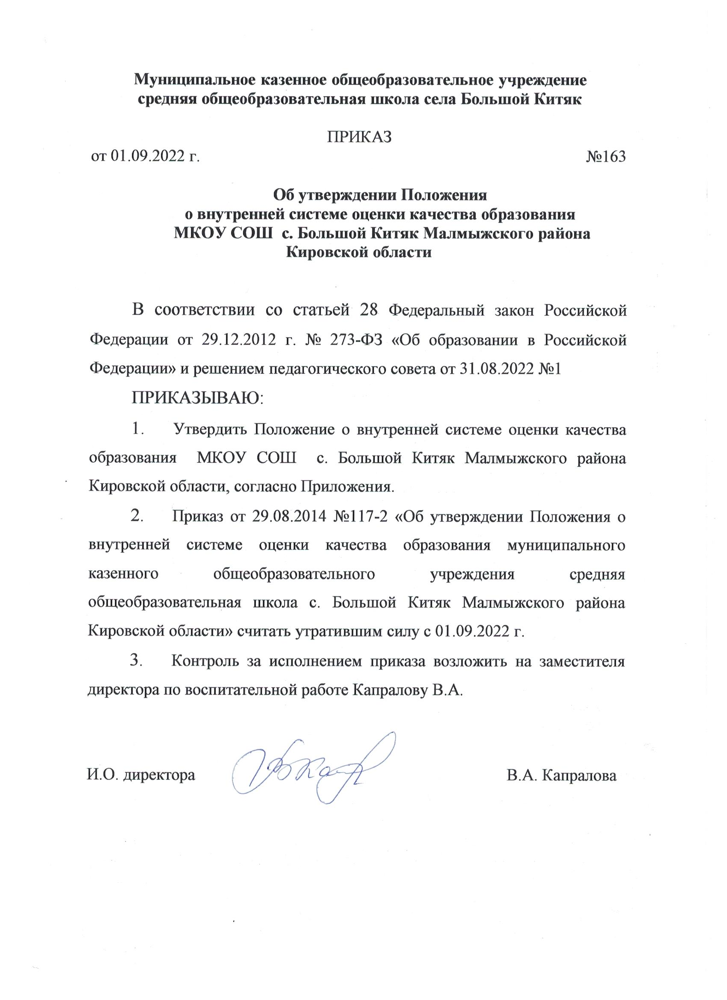 Муниципальное казенное общеобразовательное учреждение
средняя общеобразовательная школа села Большой Китяк
ПРИКАЗ
от 01.09.2022 г. №163
Об утверждении Положения
о внутренней системе оценки качества образования
МКОУ СОШ с. Большой Китяк Малмыжского района
Кировской области
В соответствии со статьей 28 Федеральный закон Российской
Федерации от 29.12.2012 г. № 273-ФЗ «Об образовании в Российской
Федерации» и решением педагогического совета от 31.08.2022 №1
ПРИКАЗЫВАЮ:
1. Утвердить Положение о внутренней системе оценки качества
образования МКОУ СОШ с. Большой Китяк Малмыжского района
Кировской области, согласно Приложения.
2. Приказ от 29.08.2014 №117-2 «Об утверждении Положения о
внутренней системе оценки качества образования муниципального
казенного общеобразовательного учреждения средняя
общеобразовательная школа с. Большой Китяк Малмыжского района
Кировской области» считать утратившим силу с 01.09.2022 г.
3. Контроль за исполнением приказа возложить на заместителя
директора по воспитательной работе Капралову В.А.
И.О. директора В.А. Капралова